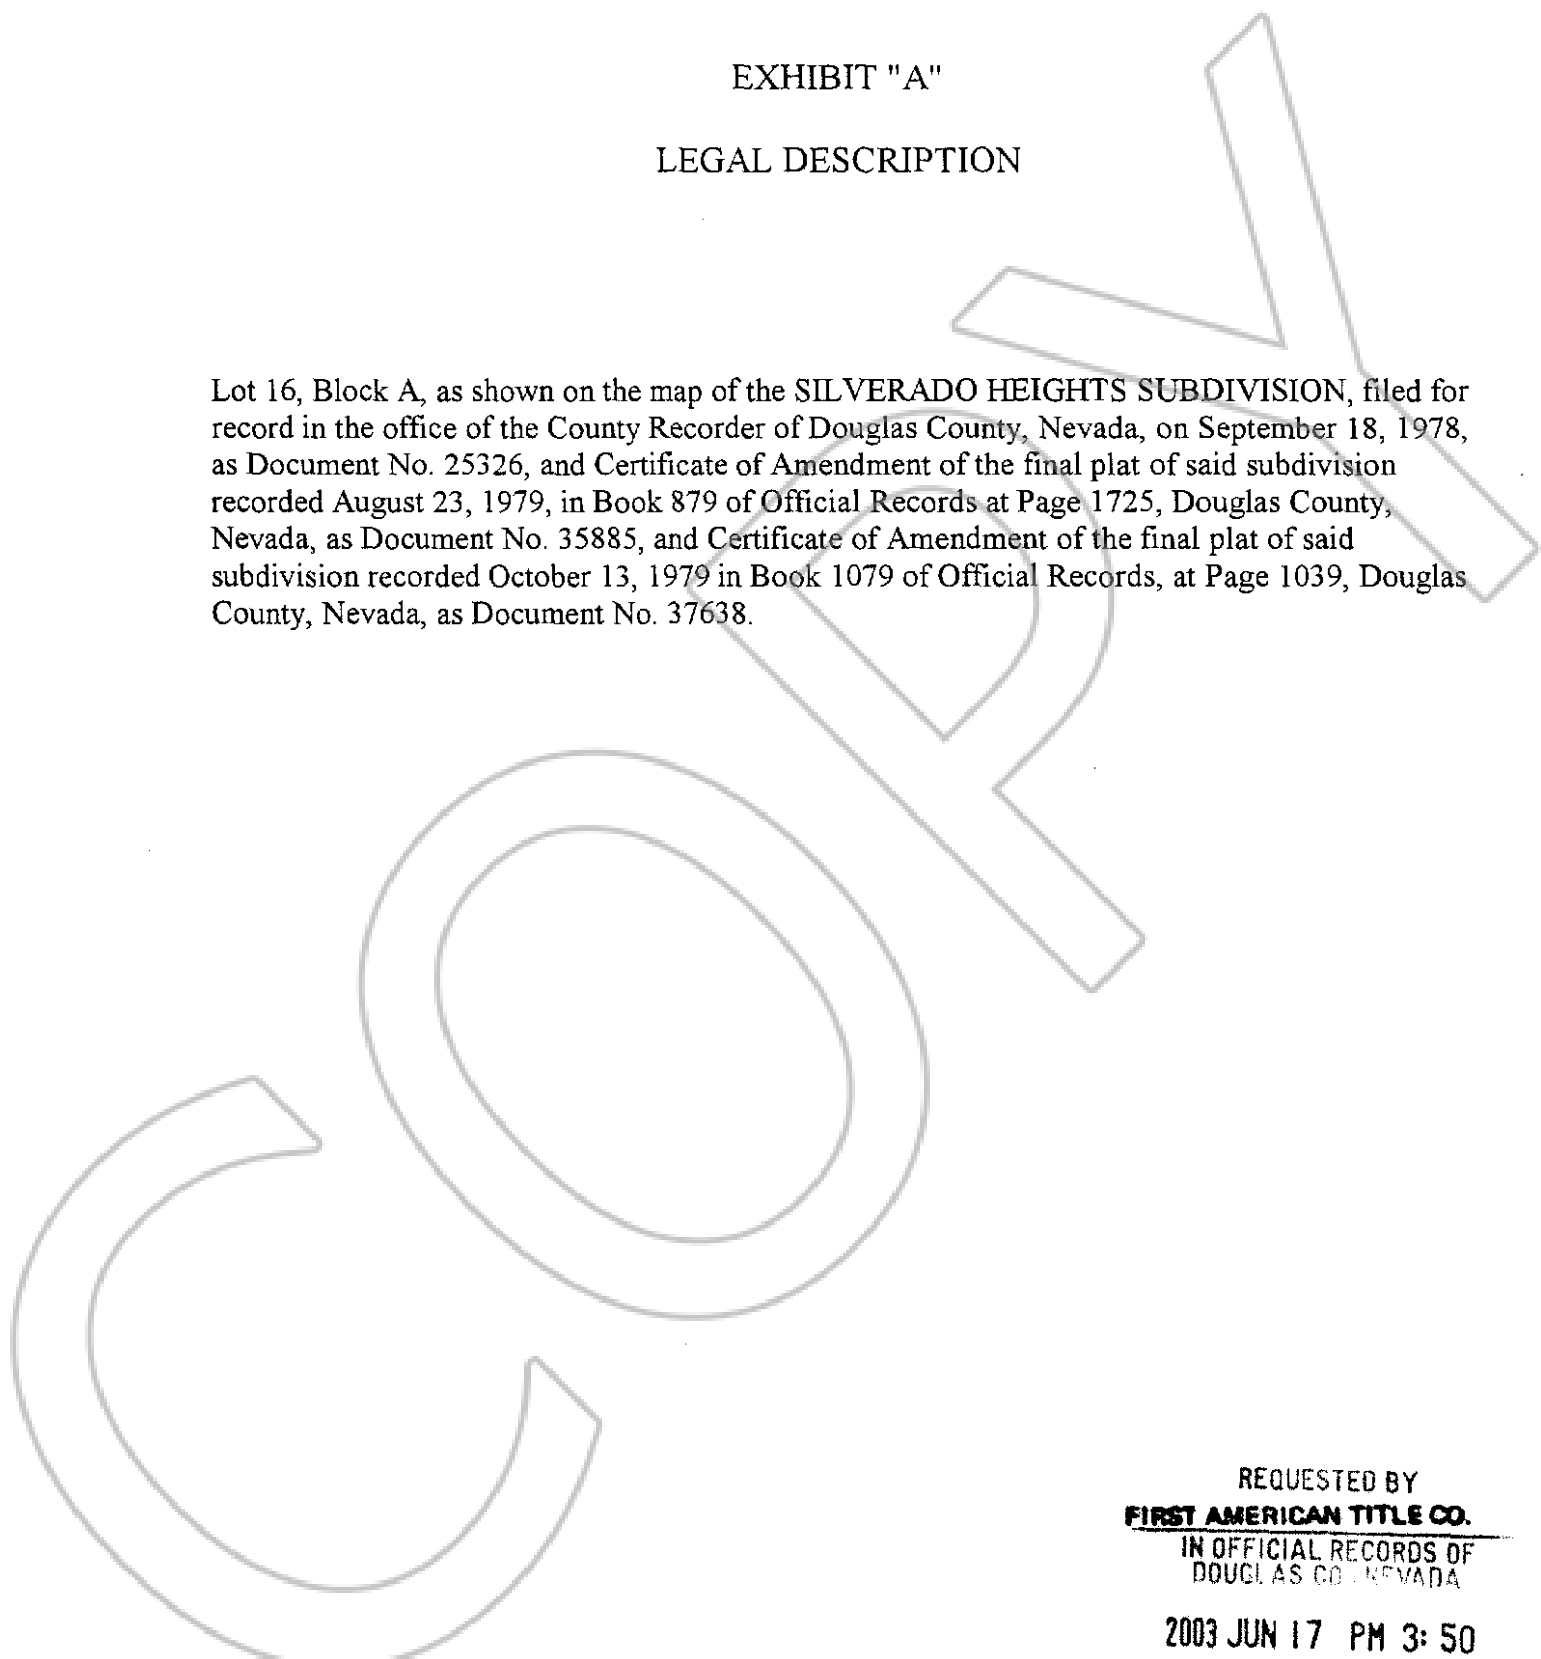 EXHIBIT "A"
LEGAL DESCRIPTION
Lot 16, Block A, as shown on the map of the SILVERADO HEIGHTS SUBDIVISION, filed for
record in the office of the County Recorder of Douglas County, Nevada, on September 18, 1978,
as Document No. 25326, and Certificate of Amendment of the final plat of said subdivision
recorded August 23, 1979, in Book 879 of Official Records at Page 1725, Douglas County,
Nevada, as Document No. 35885, and Certificate of Amendment of the final plat of said
subdivision recorded October 13, 1979 in Book 1079 of Official Records, at Page 1039, Douglas
County, Nevada, as Document No. 37638.
COPY
REQUESTED BY
FIRST AMERICAN TITLE CO.
IN OFFICIAL RECORDS OF
DOUGLAS CO. NEVADA
2003 JUN 17 PM 3: 50